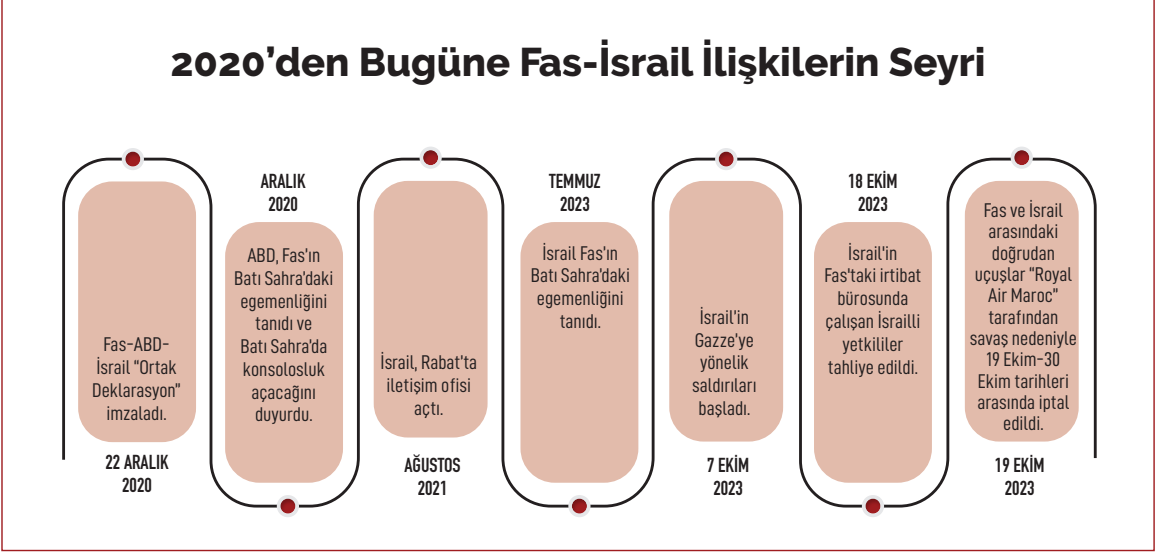 2020'den Bugüne Fas-İsrail İlişkilerin Seyri
Fas-ABD-
İsrail "Ortak
Deklarasyon"
imzaladı.
22 ARALIK
2020
ARALIK
2020
ABD, Fas'ın
Batı Sahra'daki
egemenliğini
tanıdı ve
Batı Sahra'da
konsolosluk
açacağını
duyurdu.
İsrail, Rabat'ta
iletişim ofisi
açtı.
AĞUSTOS
2021
TEMMUZ
2023
İsrail Fas'ın
Batı Sahra'daki
egemenliğini
tanıdı.
İsrail'in
Gazze'ye
yönelik
saldırıları
başladı.
7 EKİM
2023
18 EKİM
2023
İsrail'in
Fas'taki irtibat
bürosunda
çalışan İsrailli
yetkililer
tahliye edildi.
Fas ve İsrail
arasındaki
doğrudan
uçuşlar "Royal
Air Maroc"
tarafından
savaş nedeniyle
19 Ekim-30
Ekim tarihleri
arasında iptal
edildi.
19 EKİM
2023